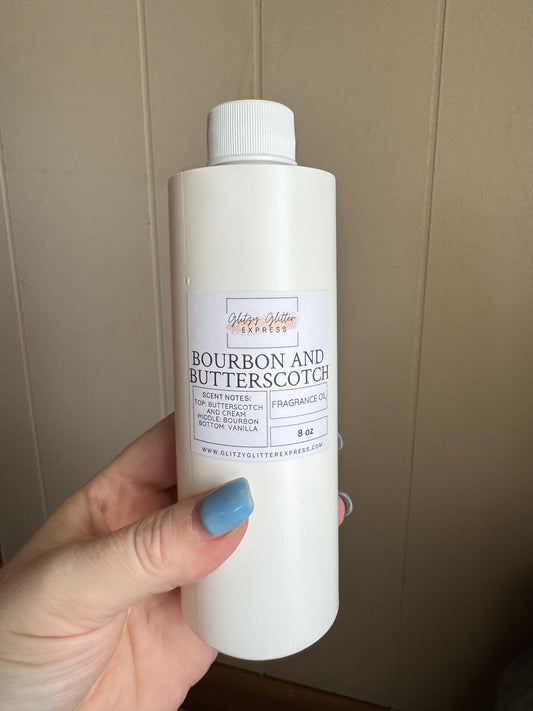 Glitzy Glitter
EXPRESS
BOURBON AND
BUTTERSCOTCH
SCENT NOTES:
TOP: BUTTERSCOTCH
AND CREAM
MIDDLE: BOURBON
BOTTOM: VANILLA
FRAGRANCE OIL
8 oz
WWW.GLITZYGLITTEREXPRESS.COM